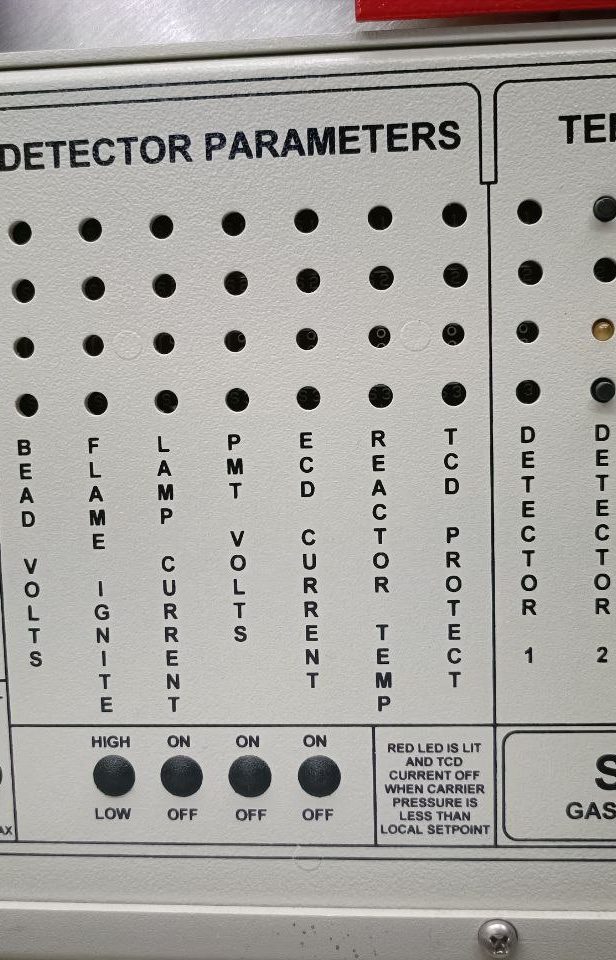 DETECTOR PARAMETERS
TE
BEAD VOLTS
FLAME IGNITE
LAMP CURRENT
PMT VOLTS
ECD CURRENT
REACTOR TEMP
TCD PROTECT
DETECTOR 1
DETECTOR 2
HIGH
LOW
ON
OFF
ON
OFF
ON
OFF
RED LED IS LIT
AND TCD
CURRENT OFF
WHEN CARRIER
PRESSURE IS
LESS THAN
LOCAL SETPOINT
S
GAS
AX